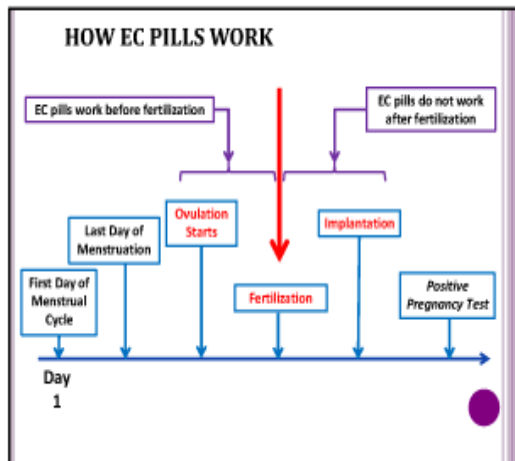 HOW EC PILLS WORK
EC pills work before fertilization
EC pills do not work
after fertilization
Ovulation
Starts
Last Day of
Menstruation
Implantation
First Day of
Menstrual
Cycle
Fertilization
Positive
Pregnancy Test
Day
1